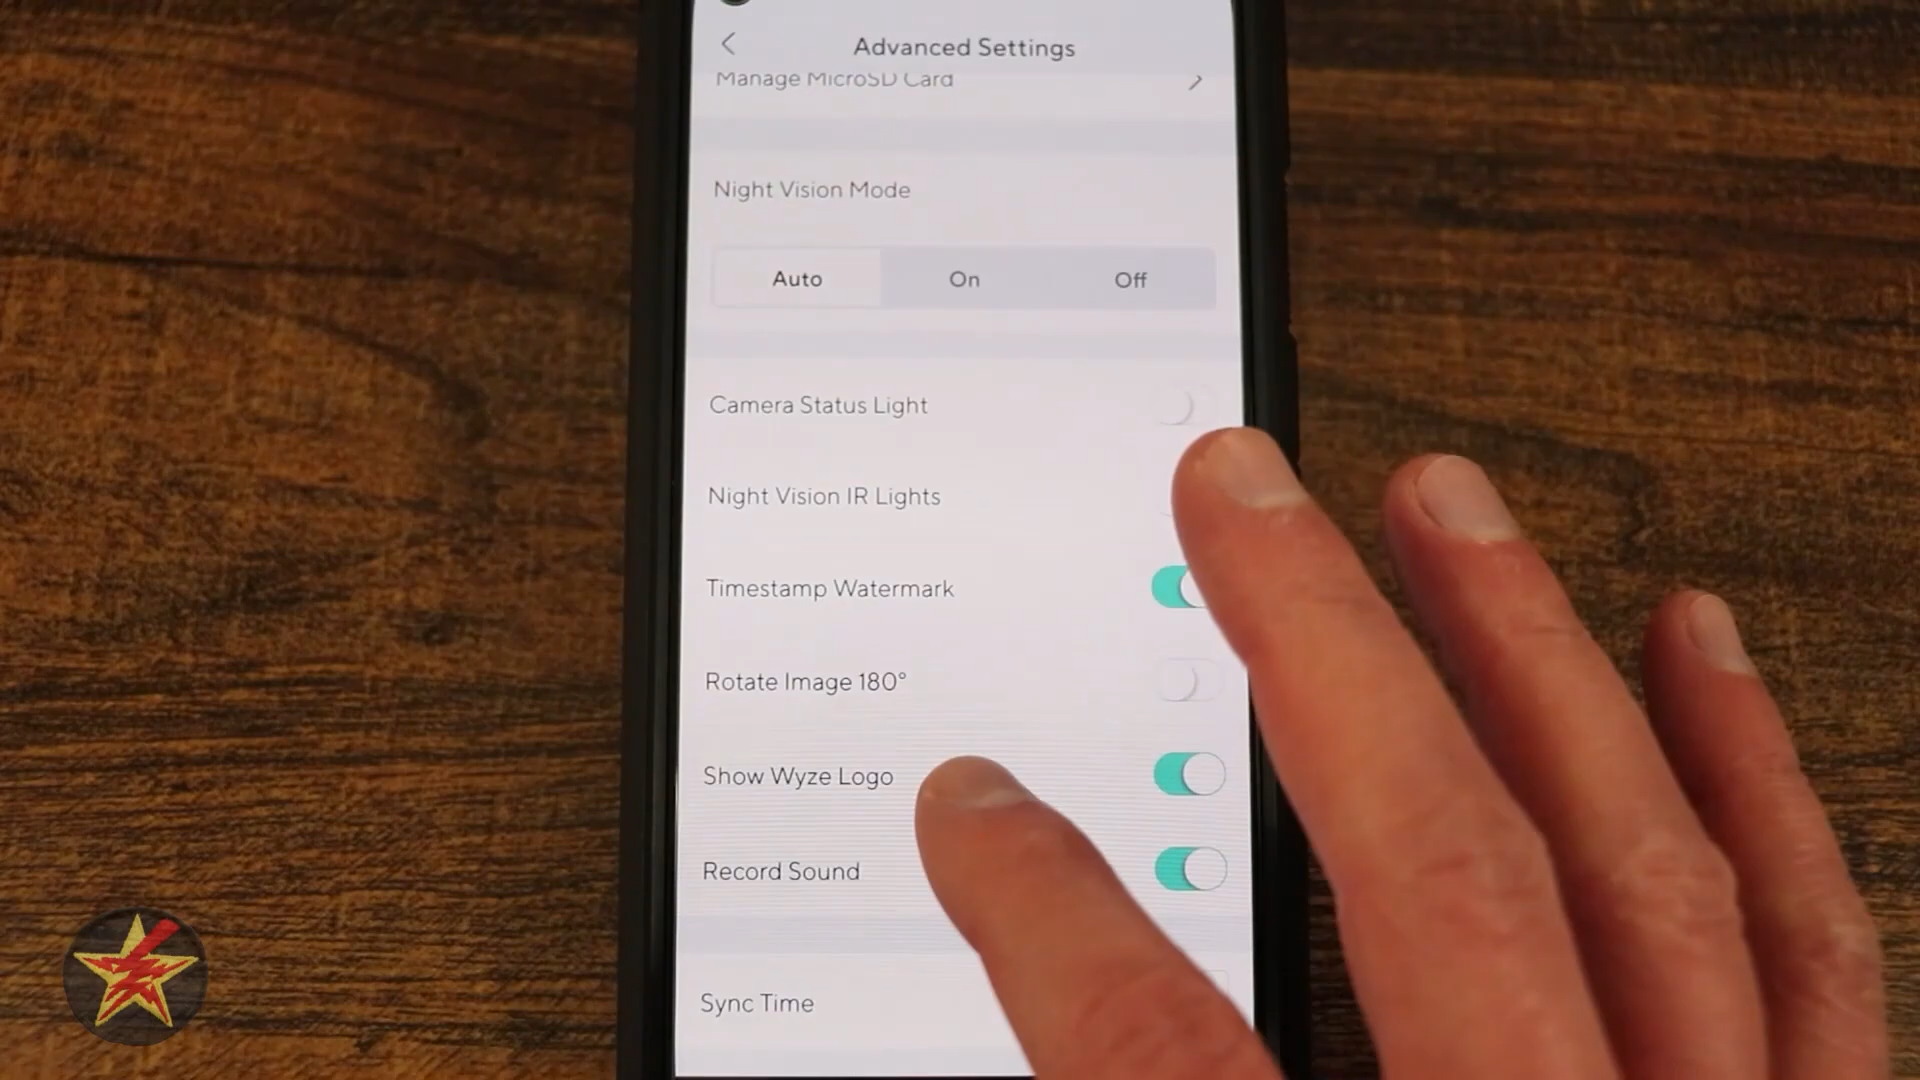 Advanced Settings
Manage MicroSD Card
Night Vision Mode
Auto On Off
Camera Status Light
Night Vision IR Lights
Timestamp Watermark
Rotate Image 180°
Show Wyze Logo
Record Sound
Sync Time